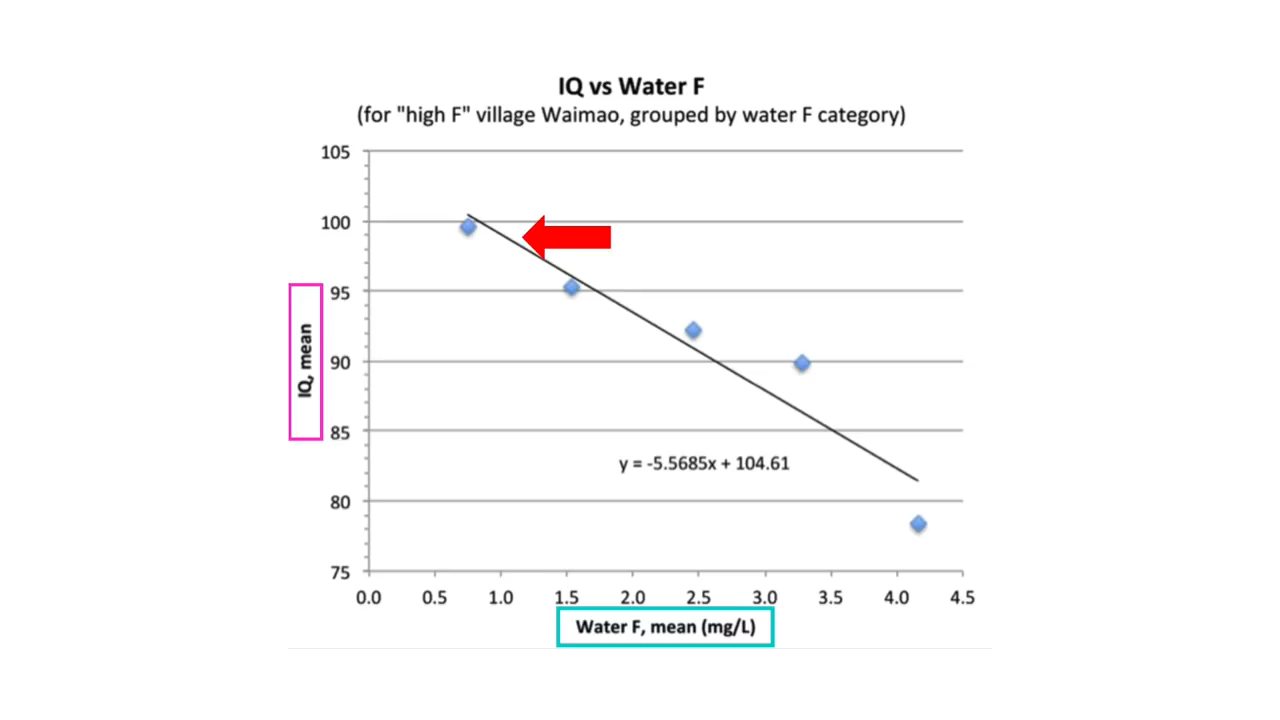 IQ vs Water F
(for "high F" village Waimao, grouped by water F category)
105
100
95
90
85
80
75
IQ, mean
y = -5.5685x + 104.61
0.0 0.5 1.0 1.5 2.0 2.5 3.0 3.5 4.0 4.5
Water F, mean (mg/L)